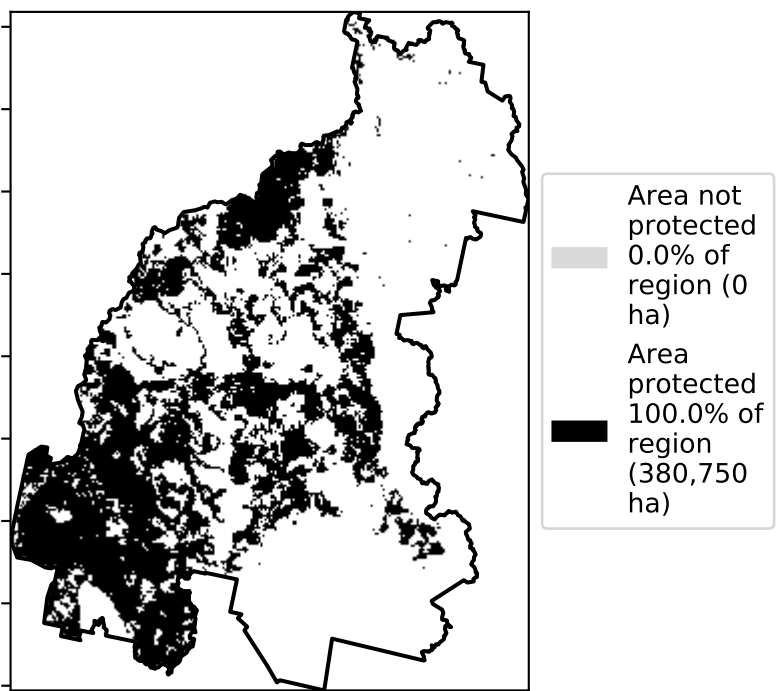 Area not
protected
0.0% of
region (0
ha)
Area
protected
100.0% of
region
(380,750
ha)